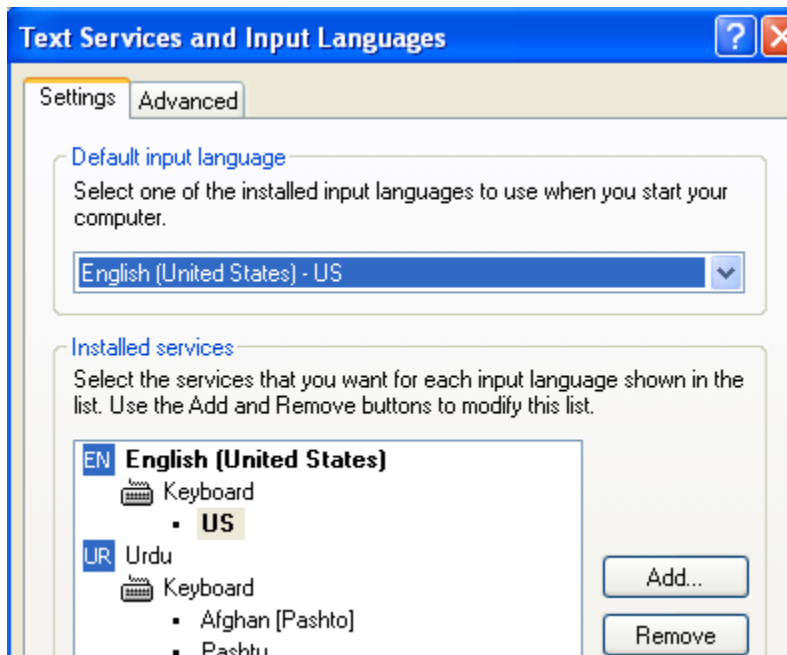 Text Services and Input Languages
?
Settings
Advanced
Default input language
Select one of the installed input languages to use when you start your
computer.
English (United States) - US
Installed services
Select the services that you want for each input language shown in the
list. Use the Add and Remove buttons to modify this list.
EN English (United States)
Keyboard
US
UR Urdu
Keyboard
Add...
Afghan [Pashto]
Remove
Pashtu